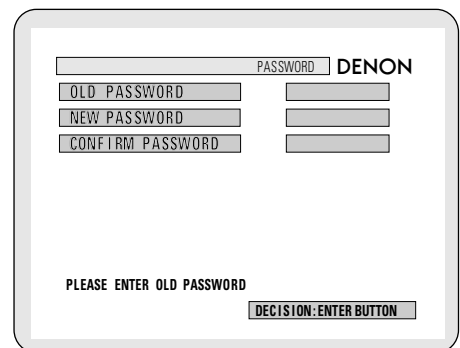 PASSWORD DENON
OLD PASSWORD
NEW PASSWORD
CONFIRM PASSWORD
PLEASE ENTER OLD PASSWORD
DECISION:ENTER BUTTON